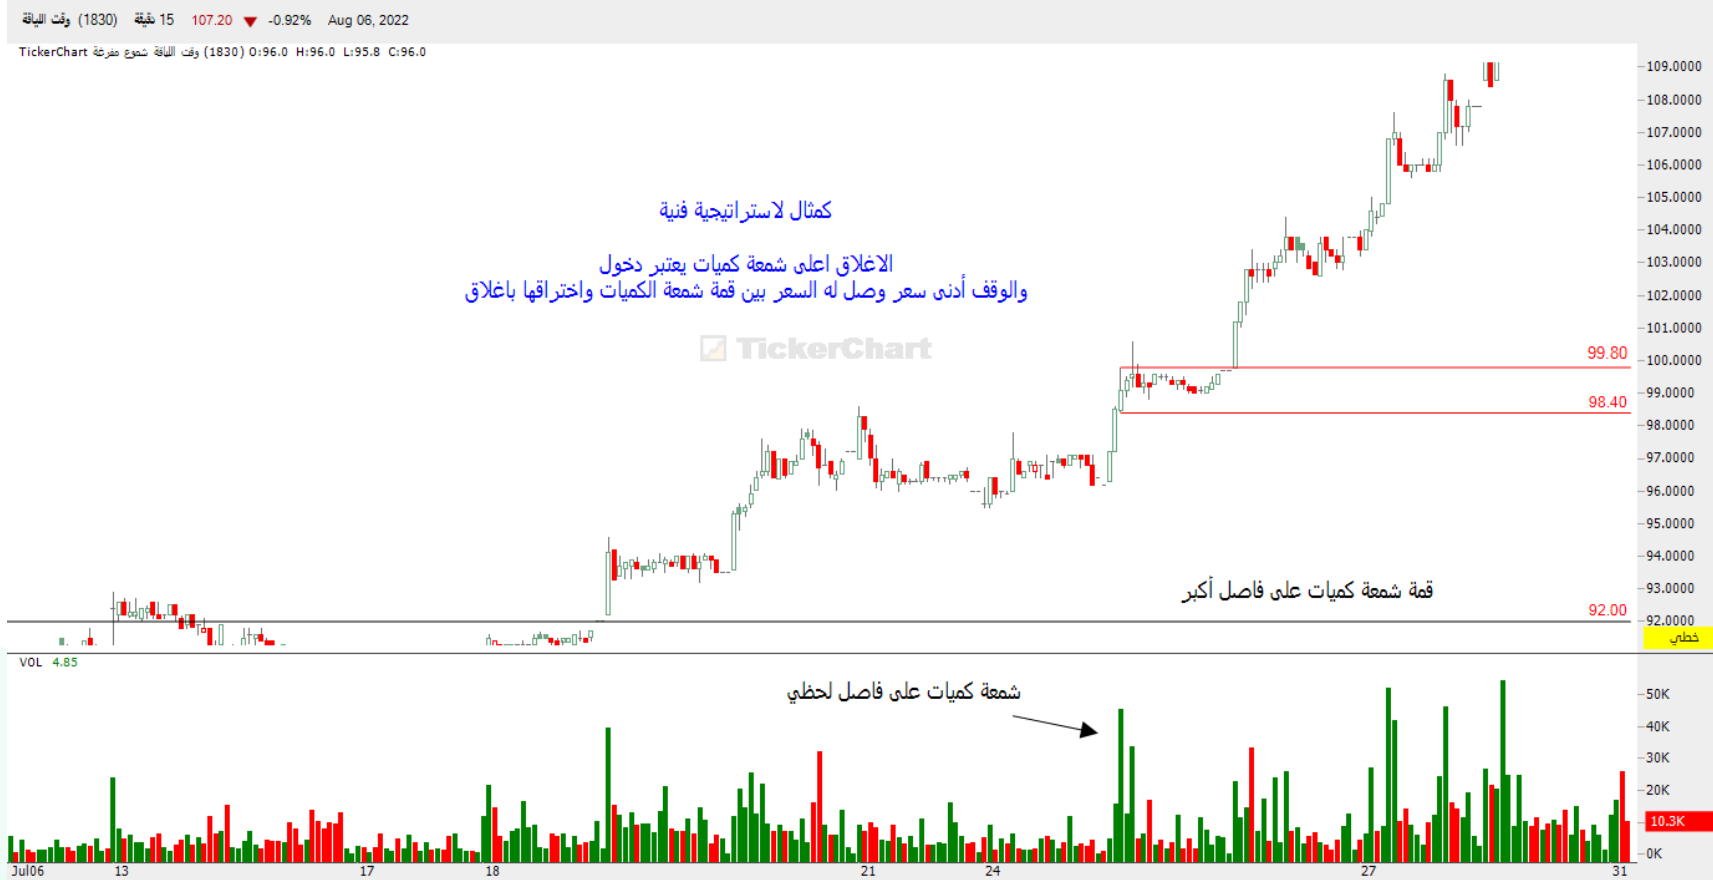 وقت اللياقة (1830) 15 دقيقة 107.20 ▼ -0.92% Aug 06, 2022
TickerChart وقت اللياقة شموع مفرغة (1830) O:96.0 H:96.0 L:95.8 C:96.0
109.0000
108.0000
107.0000
106.0000
105.0000
104.0000
103.0000
102.0000
101.0000
100.0000
99.0000
98.0000
97.0000
96.0000
95.0000
94.0000
93.0000
92.0000
كمثال لاستراتيجية فنية
الاغلاق اعلى شمعة كميات يعتبر دخول
والوقف أدنى سعر وصل له السعر بين قمة شمعة الكميات واختراقها باغلاق
TickerChart
99.80
98.40
قمة شمعة كميات على فاصل أكبر
92.00
خطي
VOL 4.85
شمعة كميات على فاصل لحظي
50K
40K
30K
20K
10.3K
0K
Jul06 13 17 18 21 24 27 31